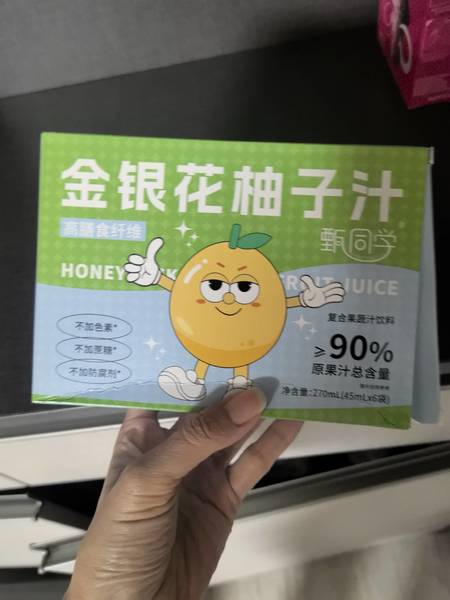 金银花柚子汁
高膳食纤维
甄同学
HONEY
JUICE
复合果蔬汁饮料
不加色素*
不加蔗糖*
不加防腐剂*
≥90%
原果汁总含量
净含量:270mL(45mLx6袋)